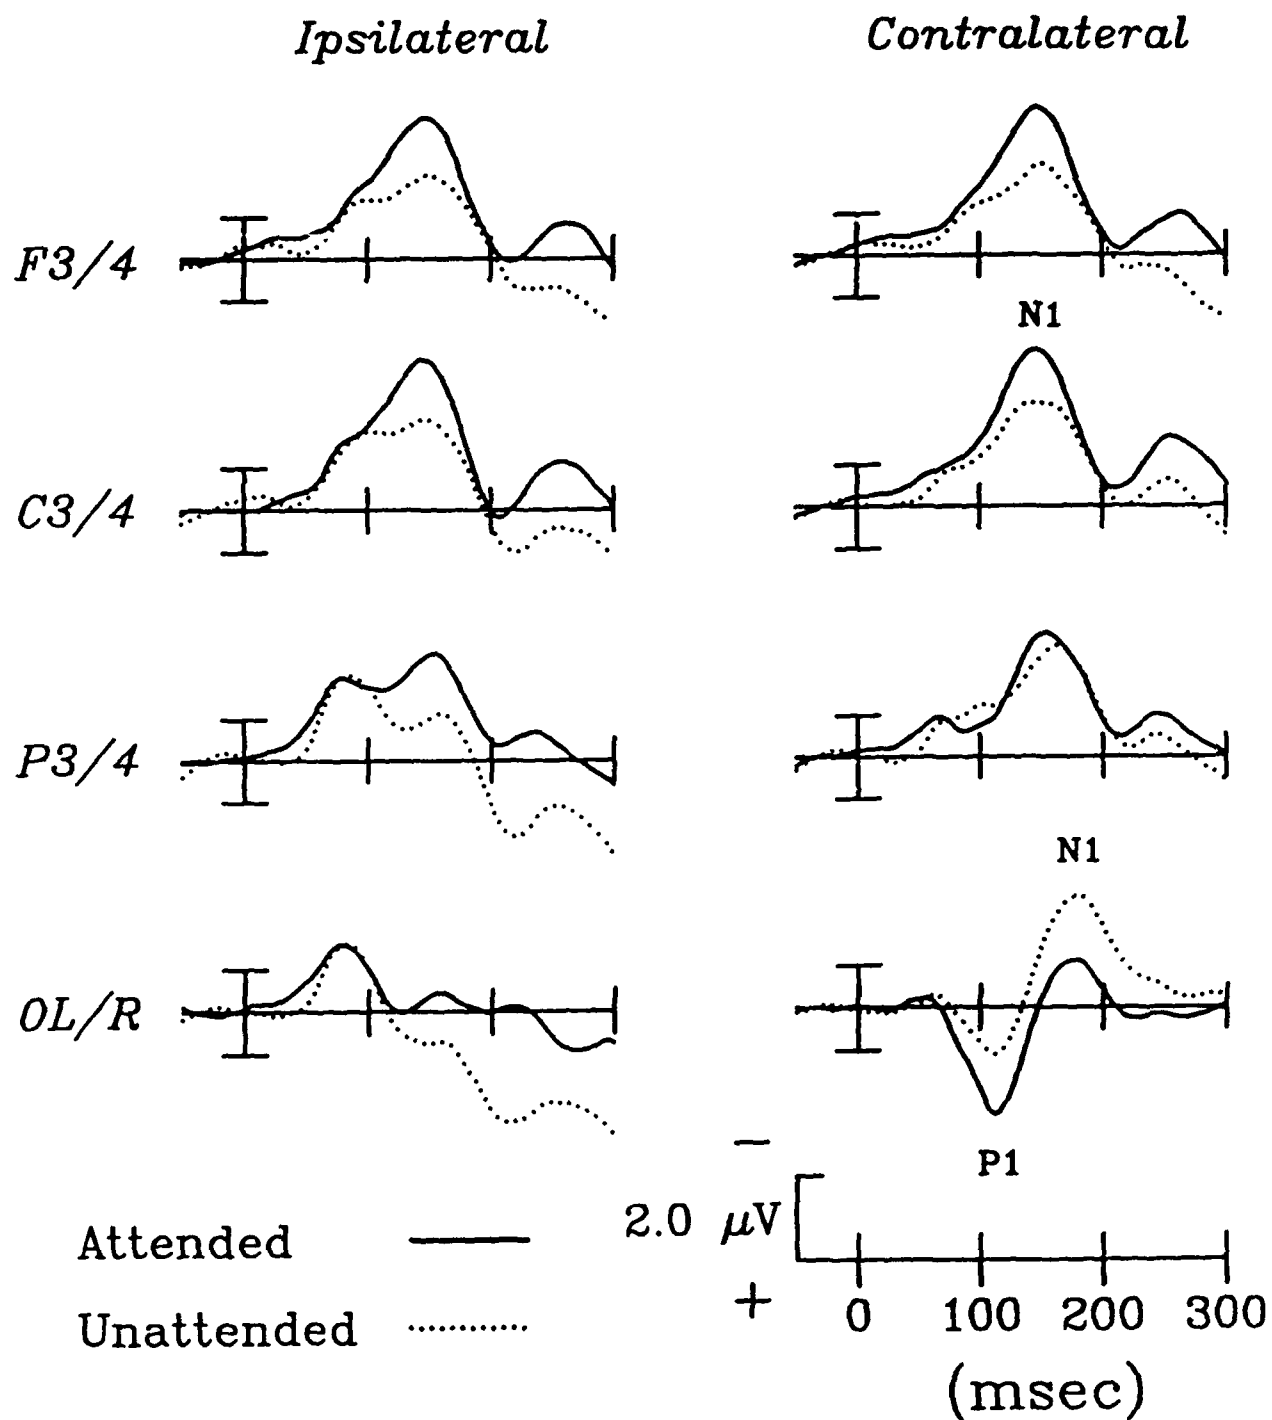 Ipsilateral Contralateral
F3/4
N1
C3/4
P3/4
N1
OL/R
−
P1
2.0 μV
Attended
+
Unattended
0 100 200 300
(msec)